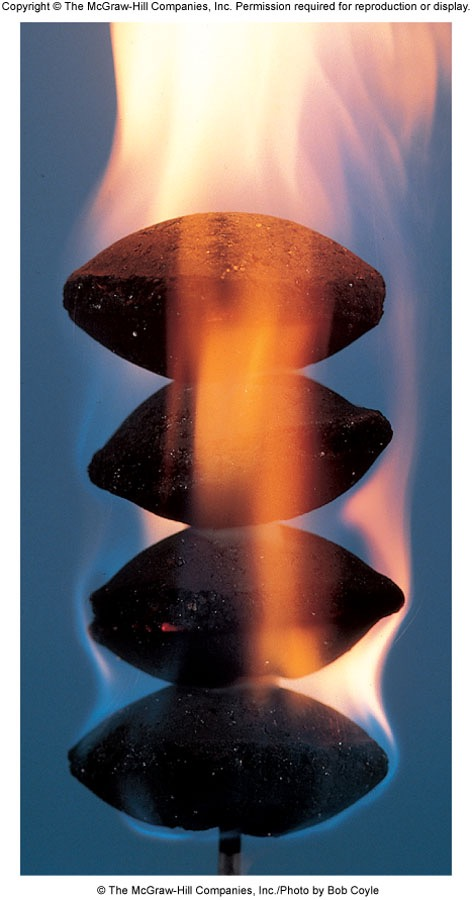 Copyright © The McGraw-Hill Companies, Inc. Permission required for reproduction or display.
© The McGraw-Hill Companies, Inc./Photo by Bob Coyle